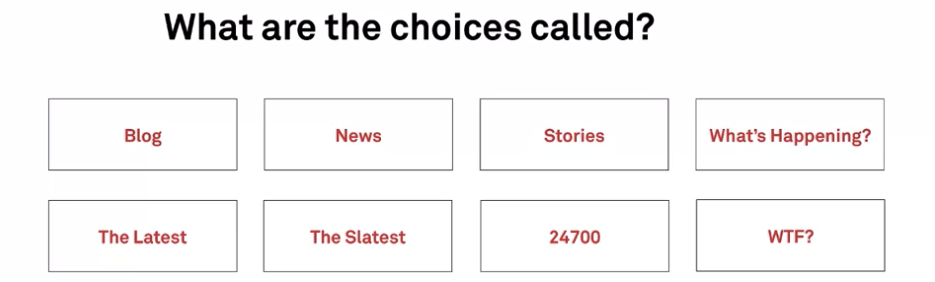 What are the choices called?
Blog
News
Stories
What's Happening?
The Latest
The Slatest
24700
WTF?